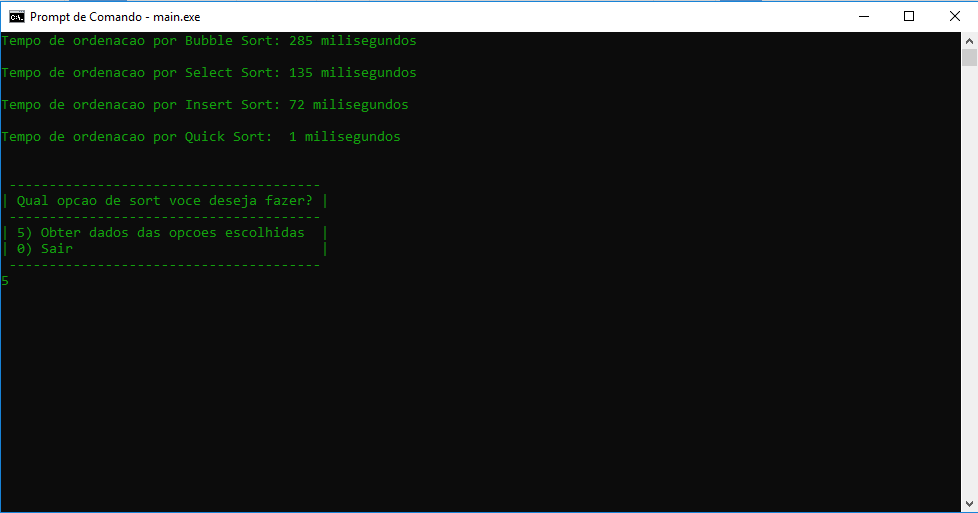 Prompt de Comando - main.exe
Tempo de ordenacao por Bubble Sort: 285 milisegundos
Tempo de ordenacao por Select Sort: 135 milisegundos
Tempo de ordenacao por Insert Sort: 72 milisegundos
Tempo de ordenacao por Quick Sort:  1 milisegundos
---------------------------------------
| Qual opcao de sort voce deseja fazer? |
---------------------------------------
| 5) Obter dados das opcoes escolhidas  |
| 0) Sair                               |
---------------------------------------
5